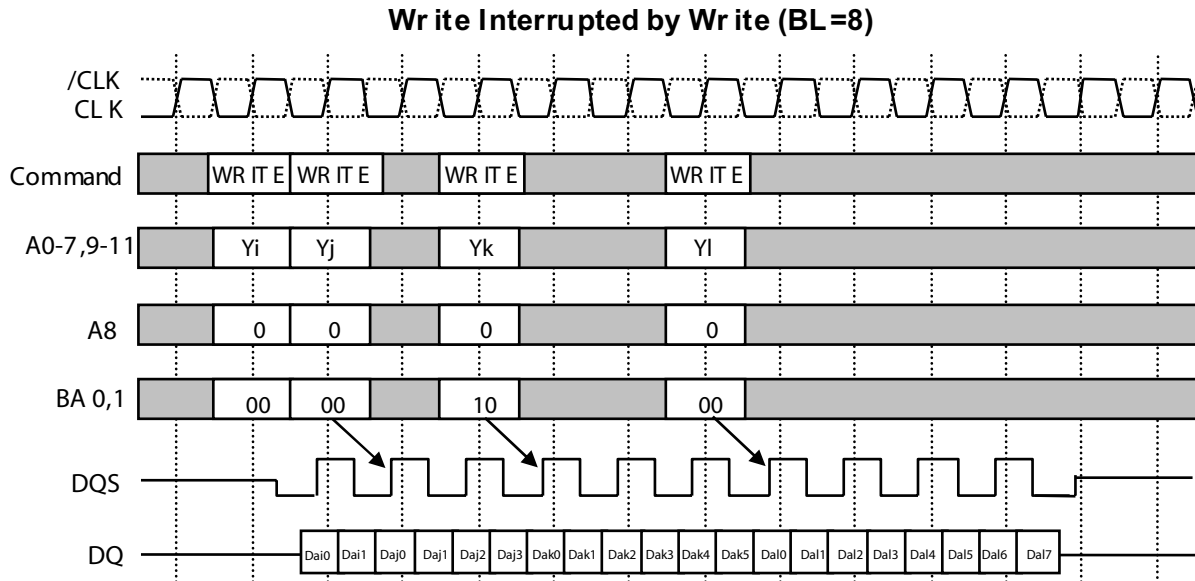 Write Interrupted by Write (BL=8)
/CLK
CLK
Command WRITE WRITE WRITE WRITE
A0-7,9-11 Yi Yj Yk Yl
A8 0 0 0 0
BA 0,1 00 00 10 00
DQS
DQ Dai0 Dai1 Daj0 Daj1 Daj2 Daj3 Dak0 Dak1 Dak2 Dak3 Dak4 Dak5 Dal0 Dal1 Dal2 Dal3 Dal4 Dal5 Dal6 Dal7